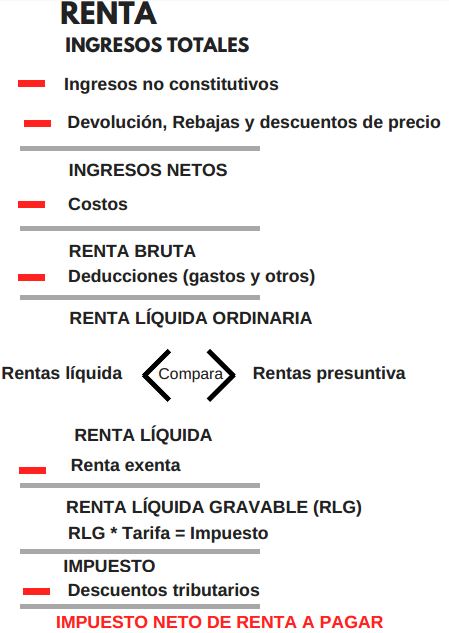 RENTA
INGRESOS TOTALES
Ingresos no constitutivos
Devolución, Rebajas y descuentos de precio
INGRESOS NETOS
Costos
RENTA BRUTA
Deducciones (gastos y otros)
RENTA LÍQUIDA ORDINARIA
Rentas líquida Compara Rentas presuntiva
RENTA LÍQUIDA
Renta exenta
RENTA LÍQUIDA GRAVABLE (RLG)
RLG * Tarifa = Impuesto
IMPUESTO
Descuentos tributarios
IMPUESTO NETO DE RENTA A PAGAR